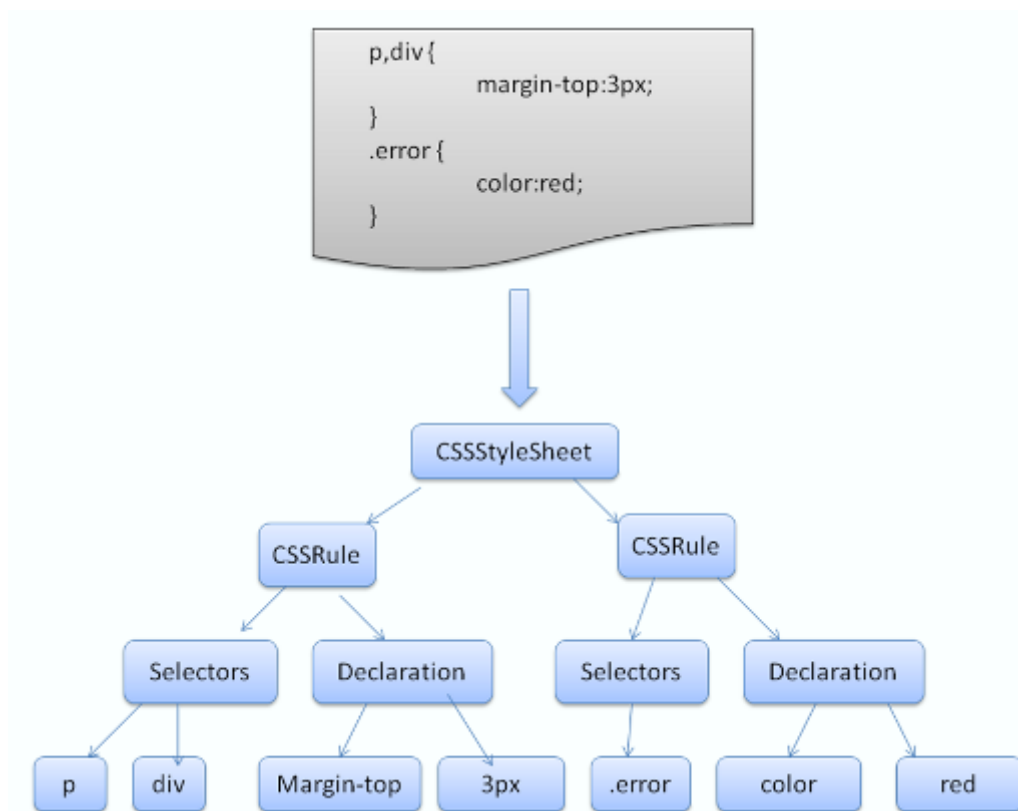 p,div {
margin-top:3px;
}
.error {
color:red;
}
CSSStyleSheet
CSSRule
CSSRule
Selectors
Declaration
Selectors
Declaration
p
div
Margin-top
3px
.error
color
red